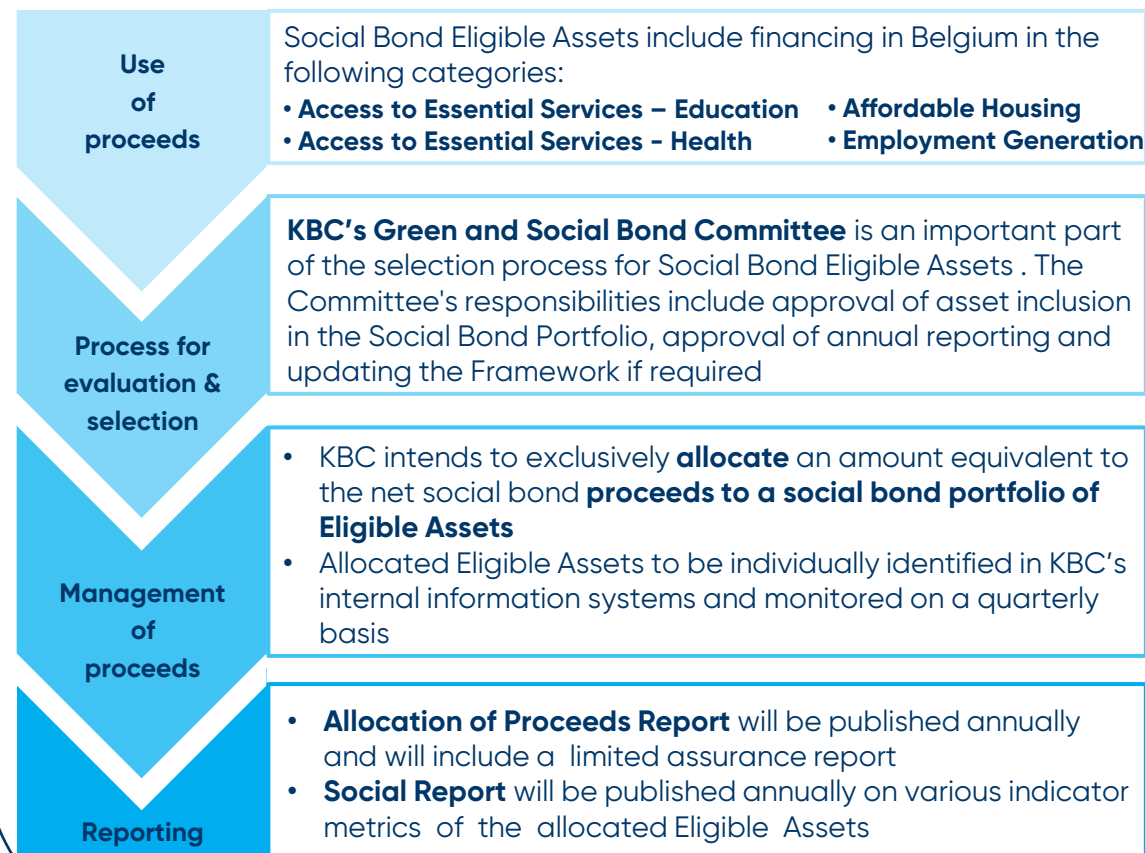 Use
of
proceeds
Social Bond Eligible Assets include financing in Belgium in the
following categories:
• Access to Essential Services – Education
• Access to Essential Services - Health
• Affordable Housing
• Employment Generation
Process for
evaluation &
selection
KBC's Green and Social Bond Committee is an important part
of the selection process for Social Bond Eligible Assets . The
Committee's responsibilities include approval of asset inclusion
in the Social Bond Portfolio, approval of annual reporting and
updating the Framework if required
Management
of
proceeds
• KBC intends to exclusively allocate an amount equivalent to
the net social bond proceeds to a social bond portfolio of
Eligible Assets
• Allocated Eligible Assets to be individually identified in KBC's
internal information systems and monitored on a quarterly
basis
Reporting
• Allocation of Proceeds Report will be published annually
and will include a limited assurance report
• Social Report will be published annually on various indicator
metrics of the allocated Eligible Assets